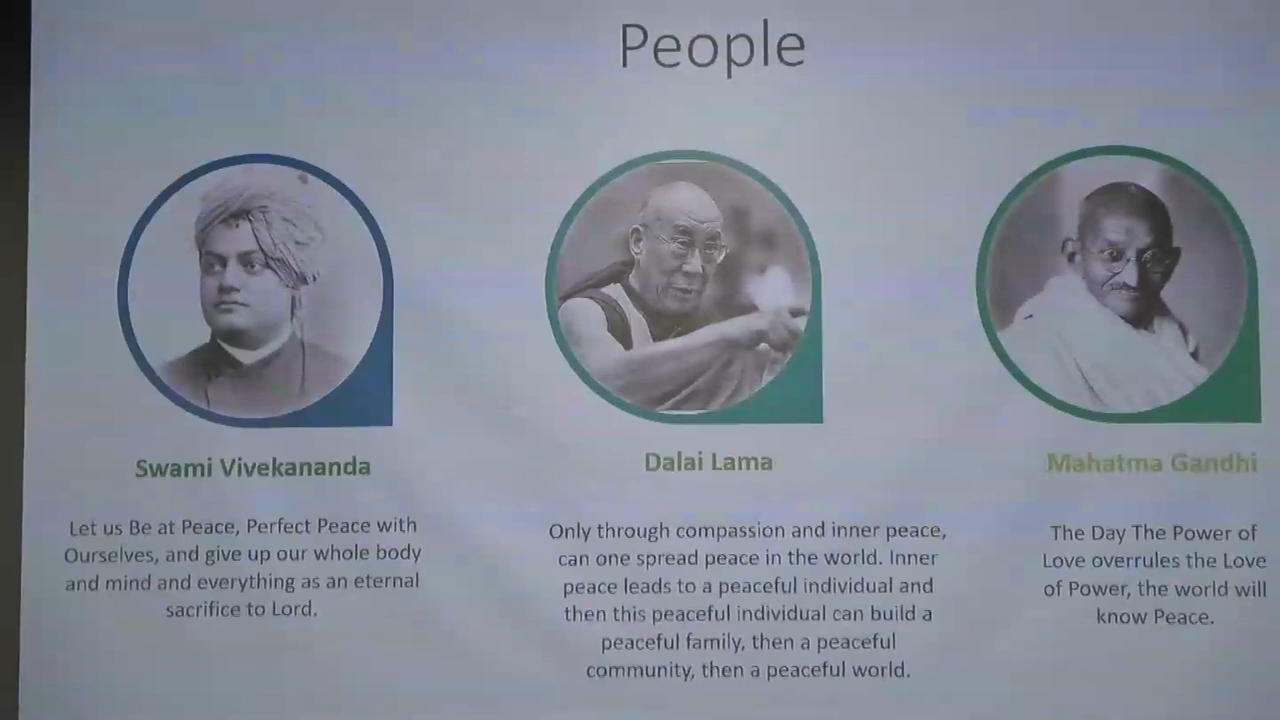 People
Swami Vivekananda
Let us Be at Peace, Perfect Peace with
Ourselves, and give up our whole body
and mind and everything as an eternal
sacrifice to Lord.
Dalai Lama
Only through compassion and inner peace,
can one spread peace in the world. Inner
peace leads to a peaceful individual and
then this peaceful individual can build a
peaceful family, then a peaceful
community, then a peaceful world.
Mahatma Gandhi
The Day The Power of
Love overrules the Love
of Power, the world will
know Peace.